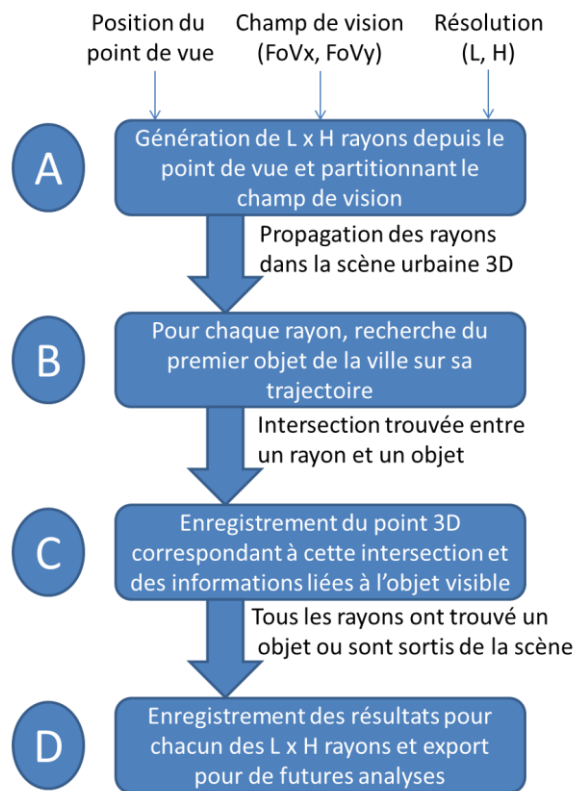 Position du
point de vue
Champ de vision
(FoVx, FoVy)
Résolution
(L, H)
A
Génération de L x H rayons depuis le
point de vue et partitionnant le
champ de vision
Propagation des rayons
dans la scène urbaine 3D
B
Pour chaque rayon, recherche du
premier objet de la ville sur sa
trajectoire
Intersection trouvée entre
un rayon et un objet
C
Enregistrement du point 3D
correspondant à cette intersection et
des informations liées à l'objet visible
Tous les rayons ont trouvé un
objet ou sont sortis de la scène
D
Enregistrement des résultats pour
chacun des L x H rayons et export
pour de futures analyses